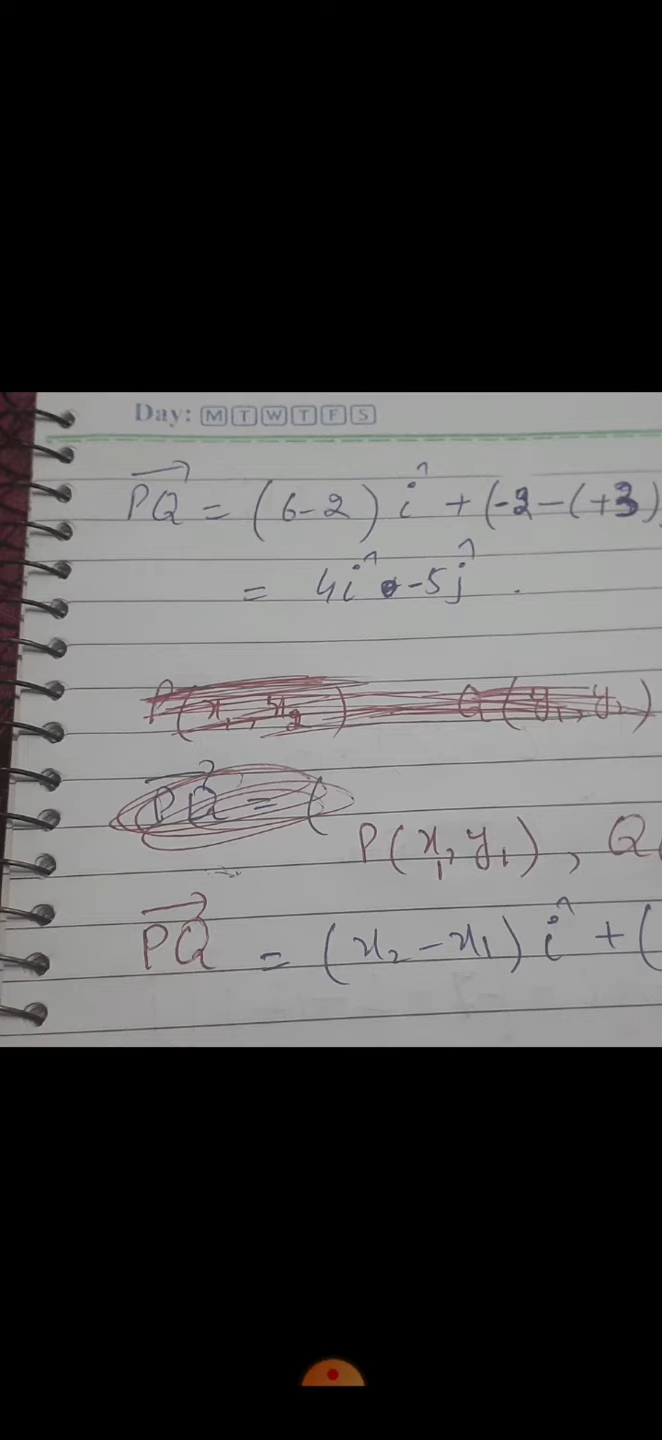 Day: M T W T F S
PQ⃗ = (6-2) î + (-2-(+3)
= 4î -5ĵ .
P(x₁, y₁), Q(
PQ⃗ = (x₂-x₁) î + (